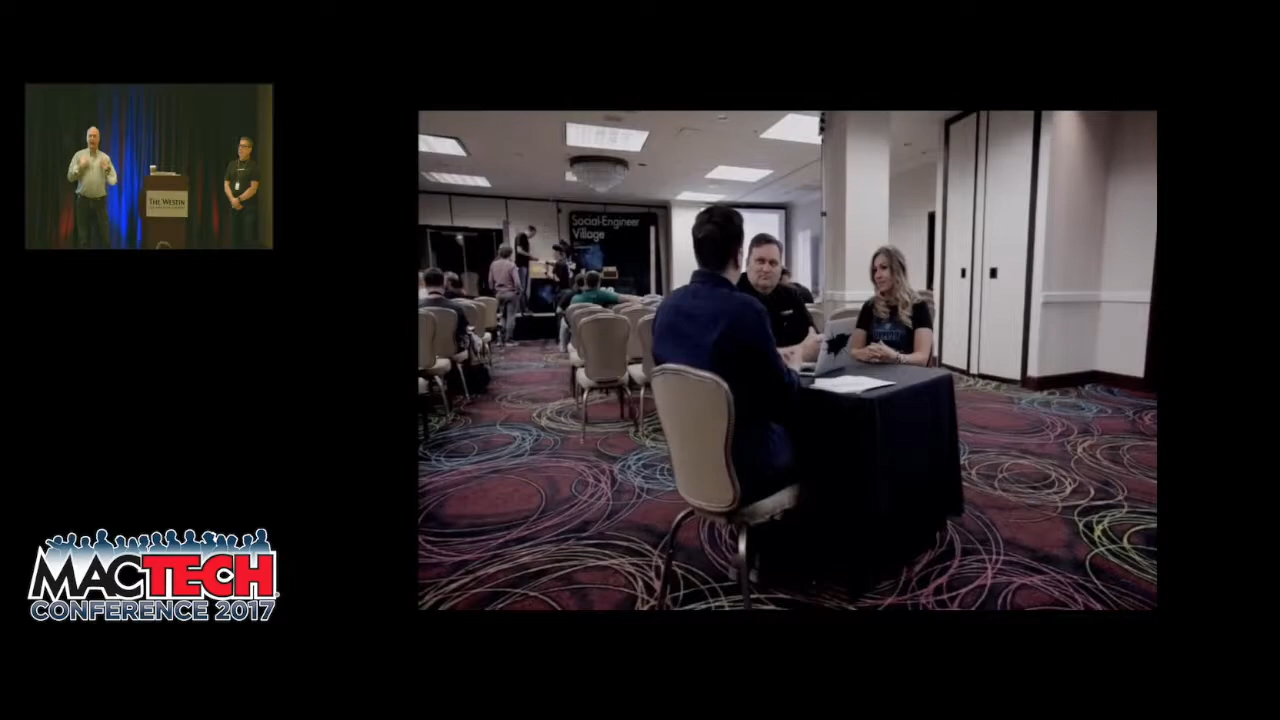 THE WESTIN
Social-Engineer
Village
MACTECH
CONFERENCE 2017